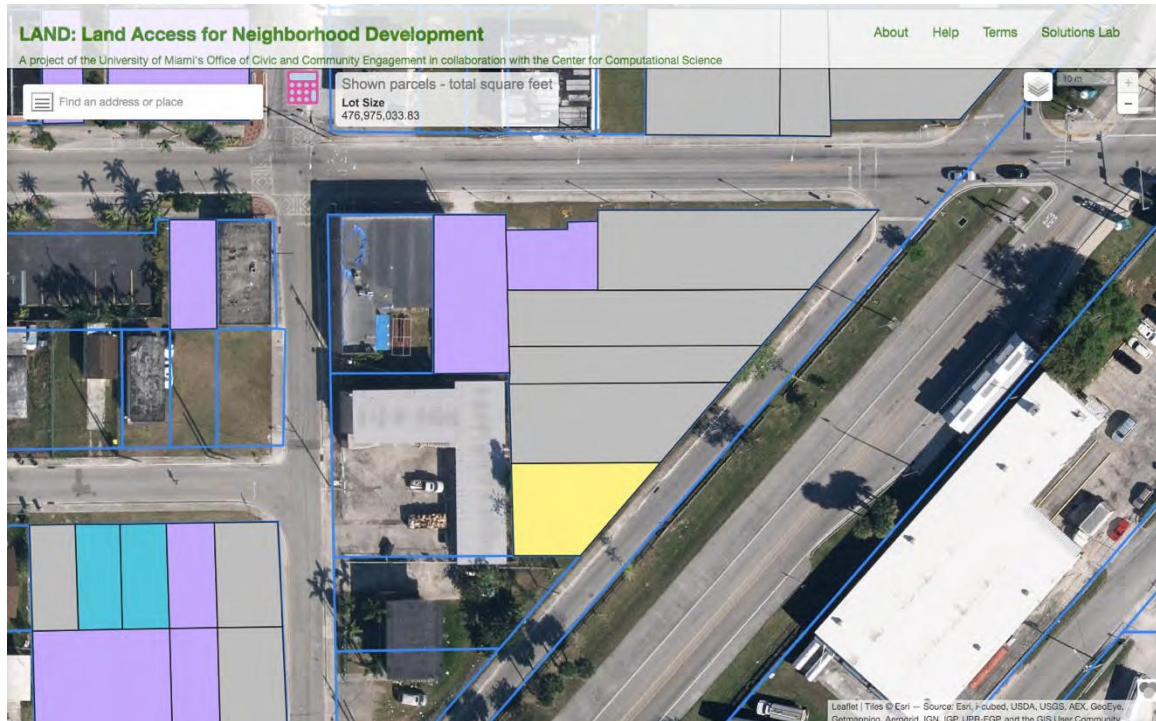 LAND: Land Access for Neighborhood Development
About Help Terms Solutions Lab
A project of the University of Miami's Office of Civic and Community Engagement in collaboration with the Center for Computational Science
Find an address or place
Shown parcels - total square feet
Lot Size
476,975,033.83
10 m
+
−
Leaflet | Tiles © Esri — Source: Esri, i-cubed, USDA, USGS, AEX, GeoEye,
Getmapping, Aerogrid, IGN, IGP, UPR-EGP, and the GIS User Community